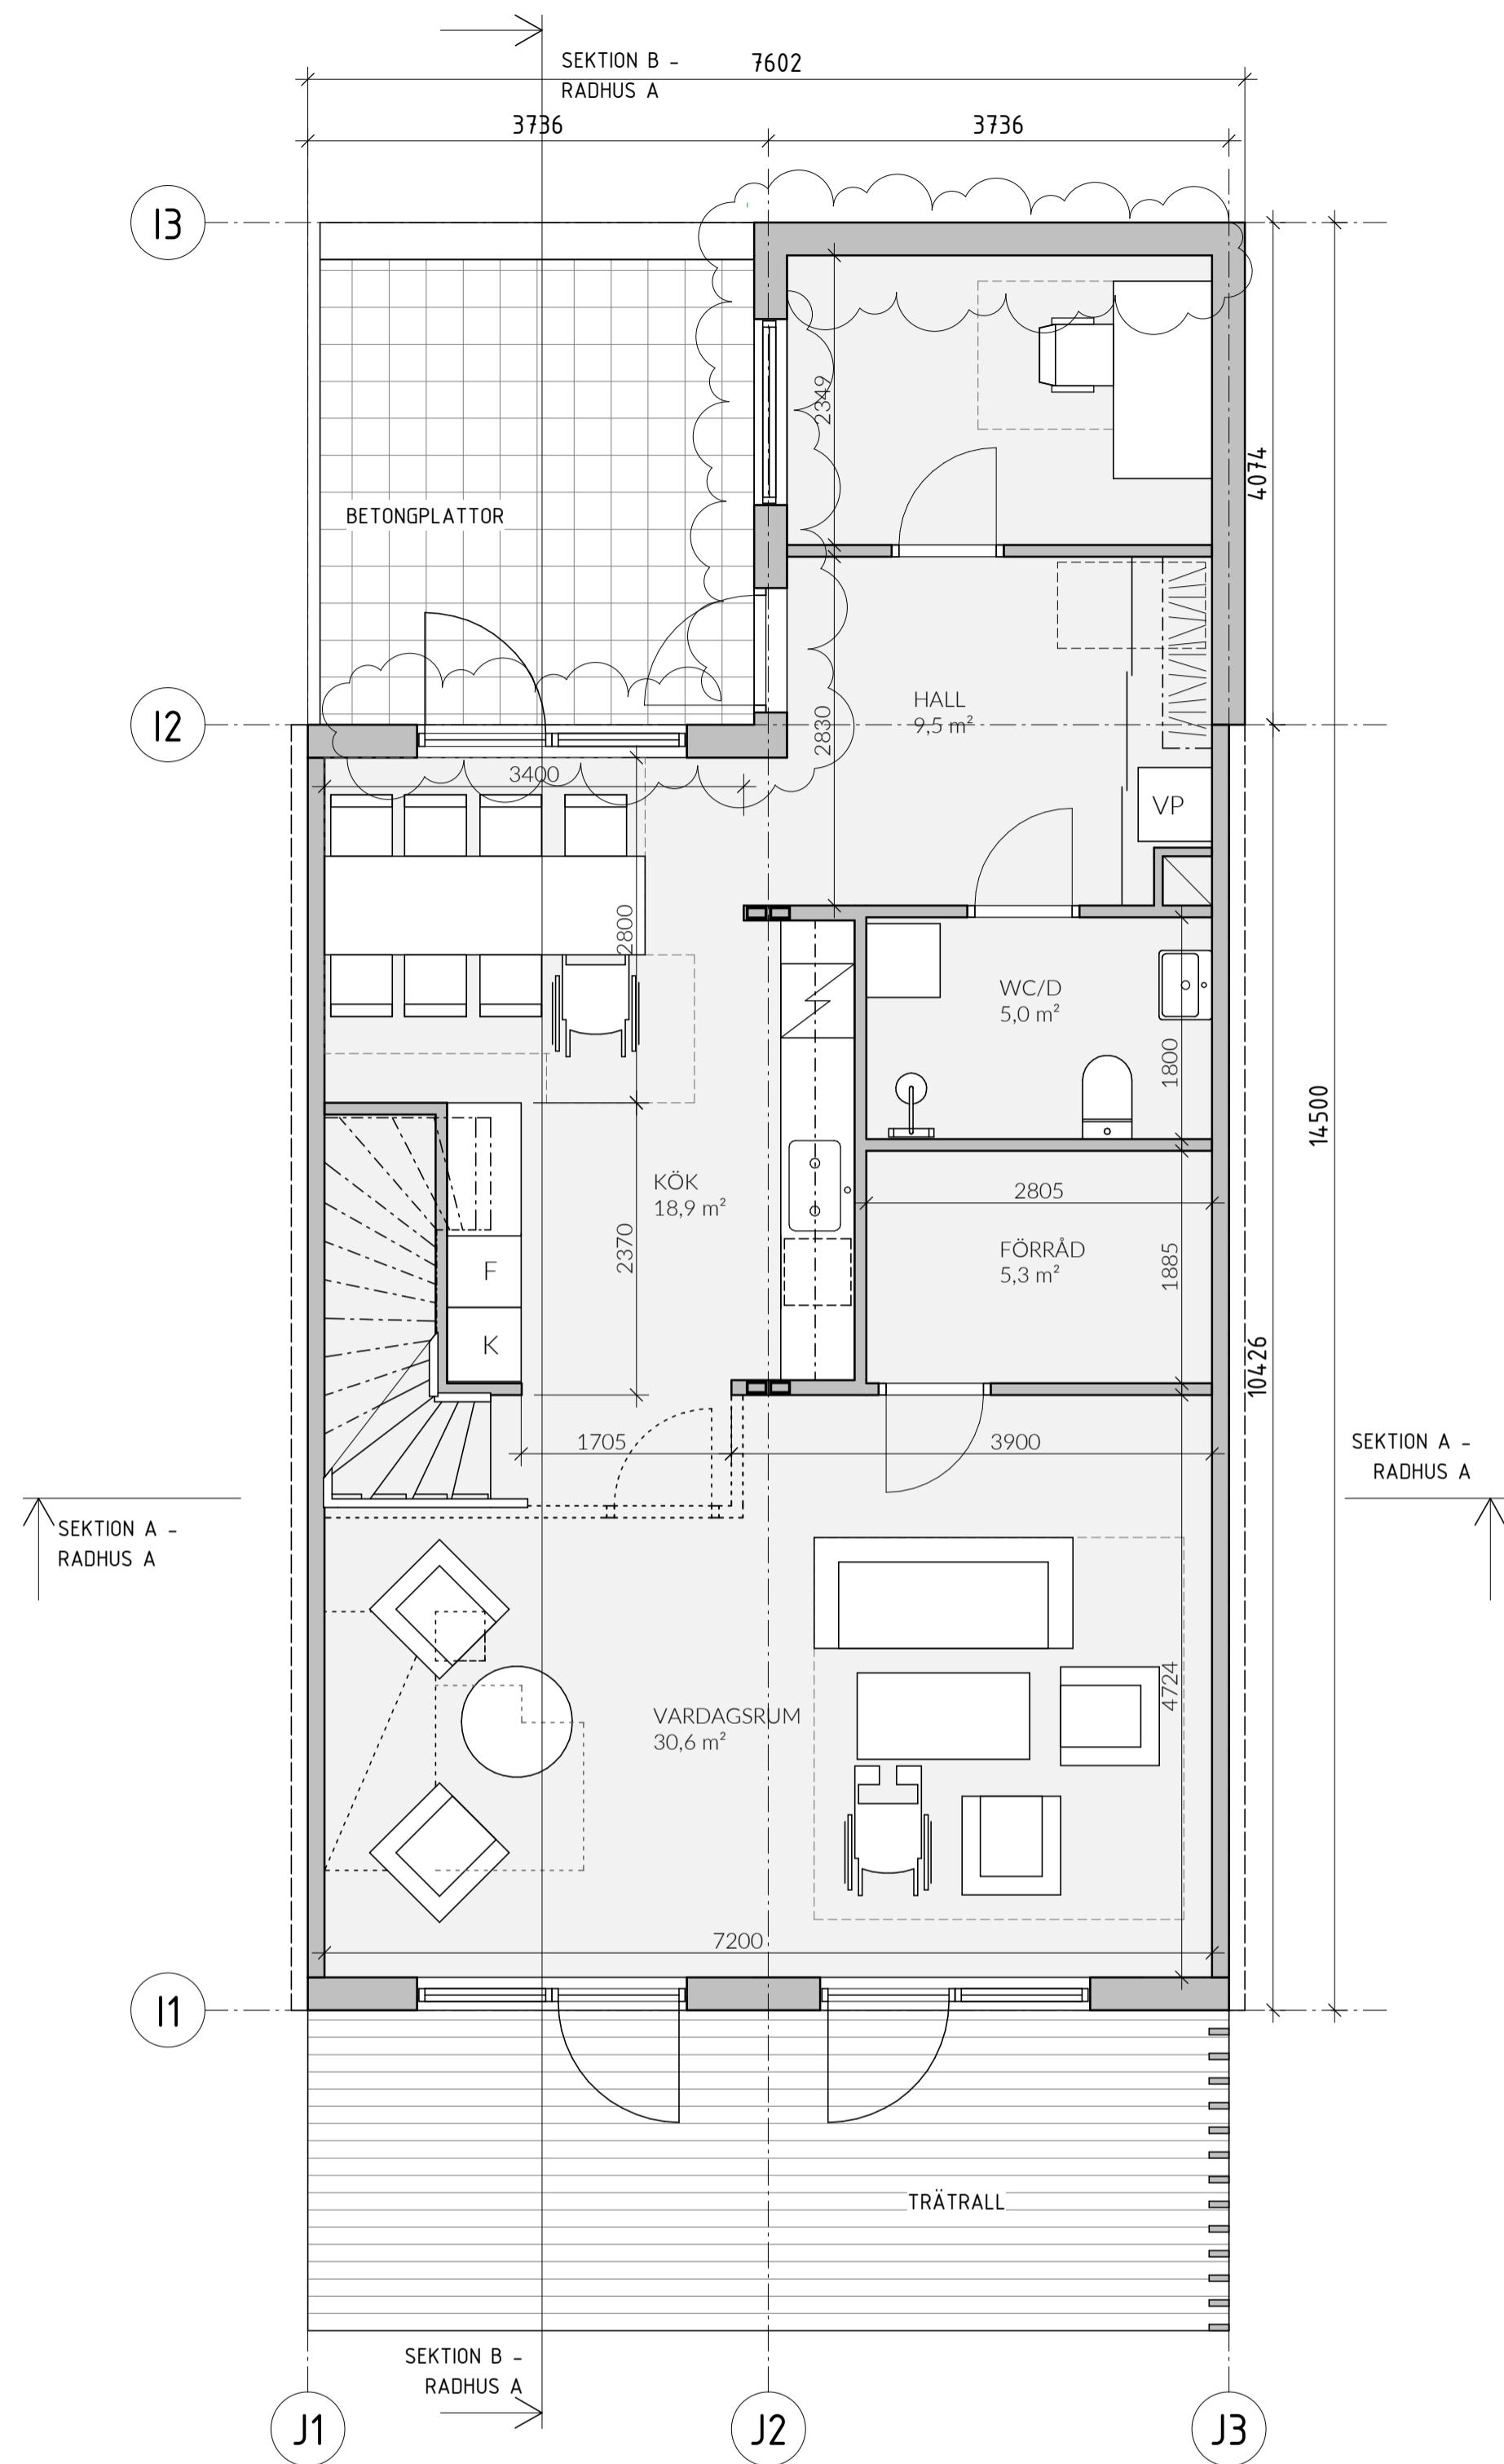 SEKTION B -
RADHUS A
7602
3736
3736
I3
2349
4074
BETONGPLATTOR
I2
HALL
9,5 m²
2830
3400
VP
2800
WC/D
5,0 m²
1800
14500
KÖK
18,9 m²
2805
2370
FÖRRÅD
5,3 m²
1885
F
K
10426
1705
3900
SEKTION A -
RADHUS A
SEKTION A -
RADHUS A
4724
VARDAGSRUM
30,6 m²
7200
I1
TRÄTRALL
SEKTION B -
RADHUS A
J1
J2
J3